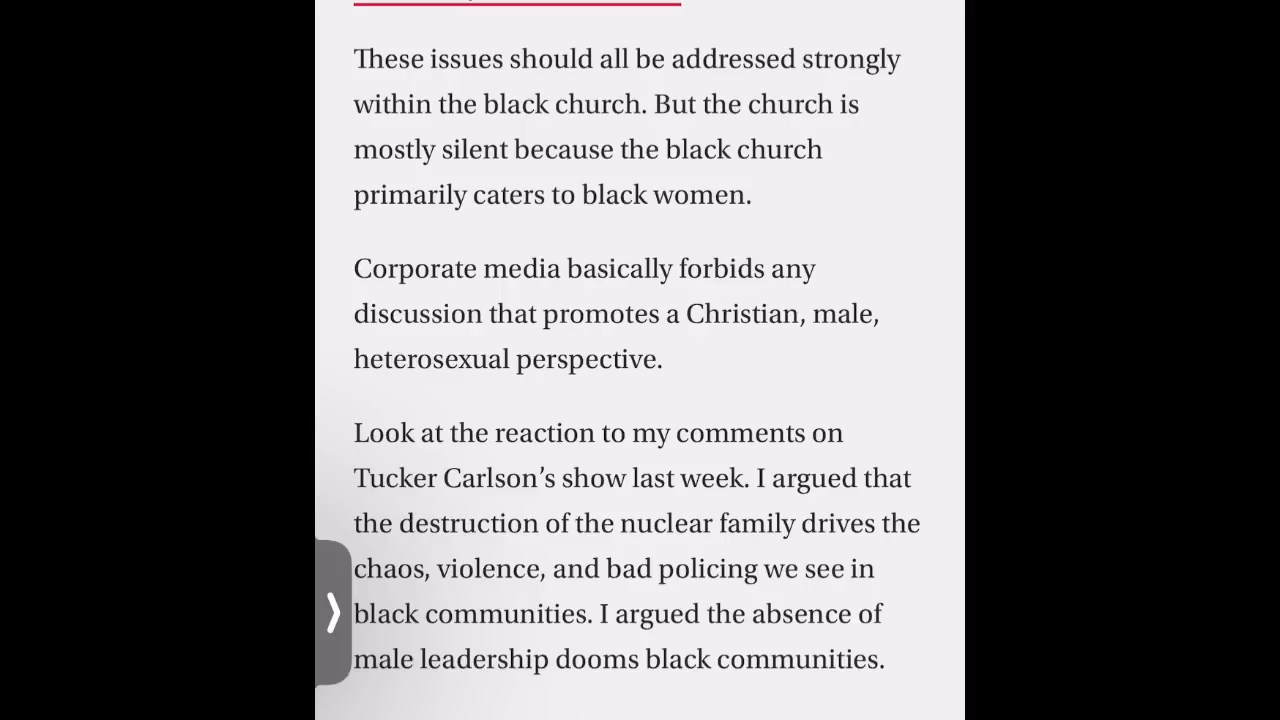 These issues should all be addressed strongly
within the black church. But the church is
mostly silent because the black church
primarily caters to black women.
Corporate media basically forbids any
discussion that promotes a Christian, male,
heterosexual perspective.
Look at the reaction to my comments on
Tucker Carlson’s show last week. I argued that
the destruction of the nuclear family drives the
chaos, violence, and bad policing we see in
black communities. I argued the absence of
male leadership dooms black communities.